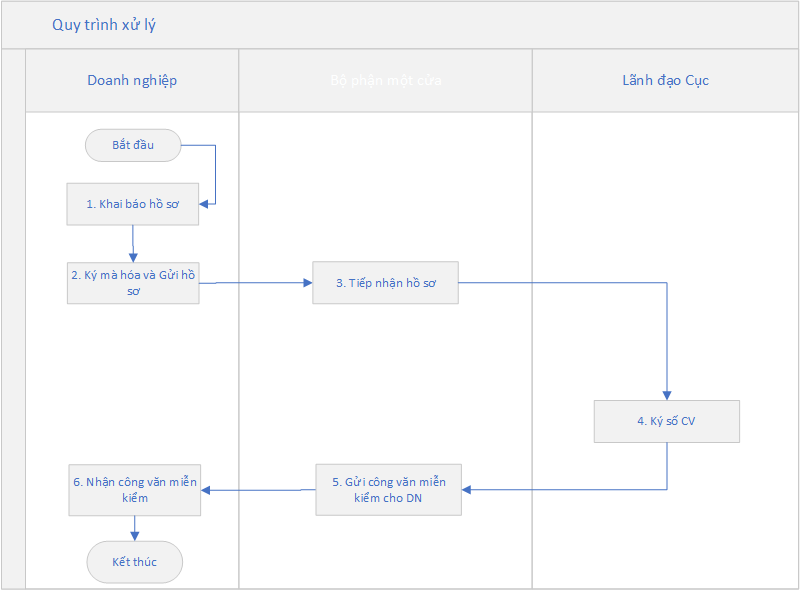 Quy trình xử lý
Doanh nghiệp
Bộ phận một cửa
Lãnh đạo Cục
Bắt đầu
1. Khai báo hồ sơ
2. Ký mà hóa và Gửi hồ
sơ
3. Tiếp nhận hồ sơ
4. Ký số CV
5. Gửi công văn miễn
kiểm cho DN
6. Nhận công văn miễn
kiểm
Kết thúc